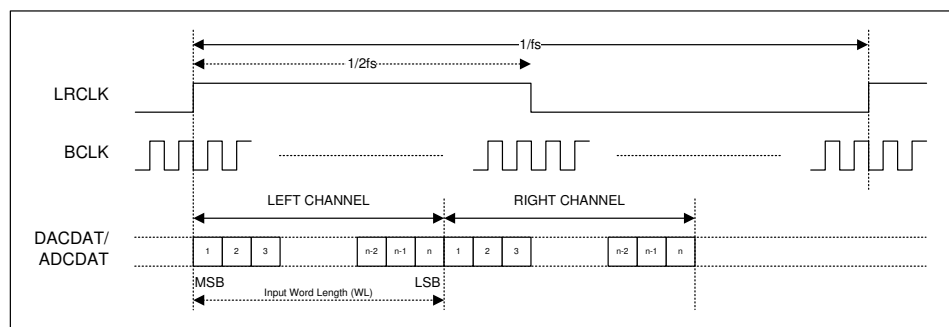 1/fs
1/2fs
LRCLK
BCLK
LEFT CHANNEL RIGHT CHANNEL
DACDAT/
ADCDAT
1 2 3 n-2 n-1 n 1 2 3 n-2 n-1 n
MSB LSB
Input Word Length (WL)